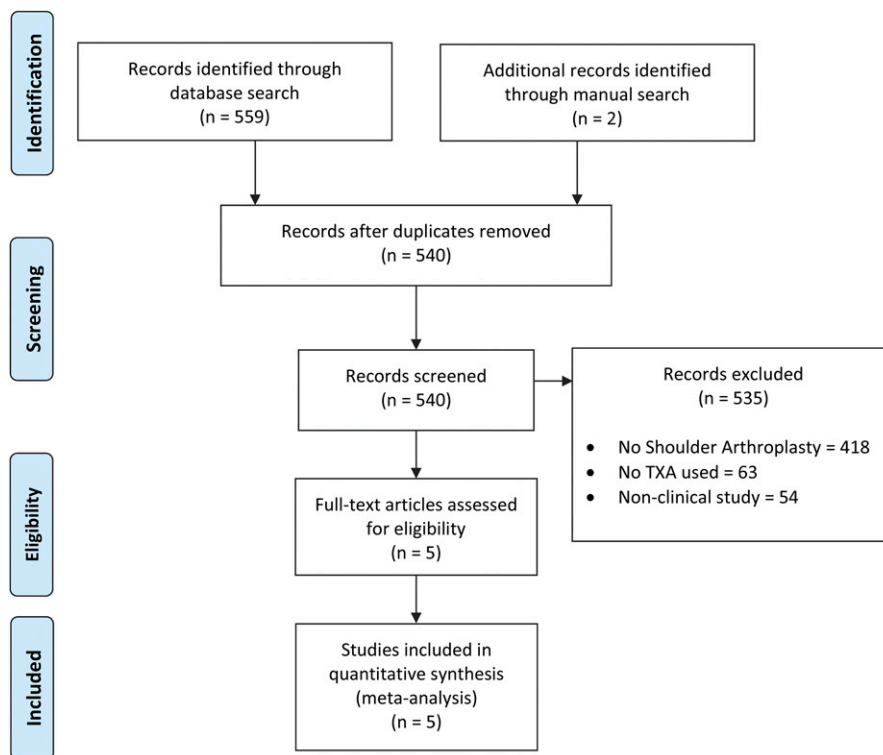 Identification
Records identified through
database search
(n = 559)
Additional records identified
through manual search
(n = 2)
Records after duplicates removed
(n = 540)
Screening
Records screened
(n = 540)
Records excluded
(n = 535)
• No Shoulder Arthroplasty = 418
• No TXA used = 63
• Non-clinical study = 54
Eligibility
Full-text articles assessed
for eligibility
(n = 5)
Included
Studies included in
quantitative synthesis
(meta-analysis)
(n = 5)